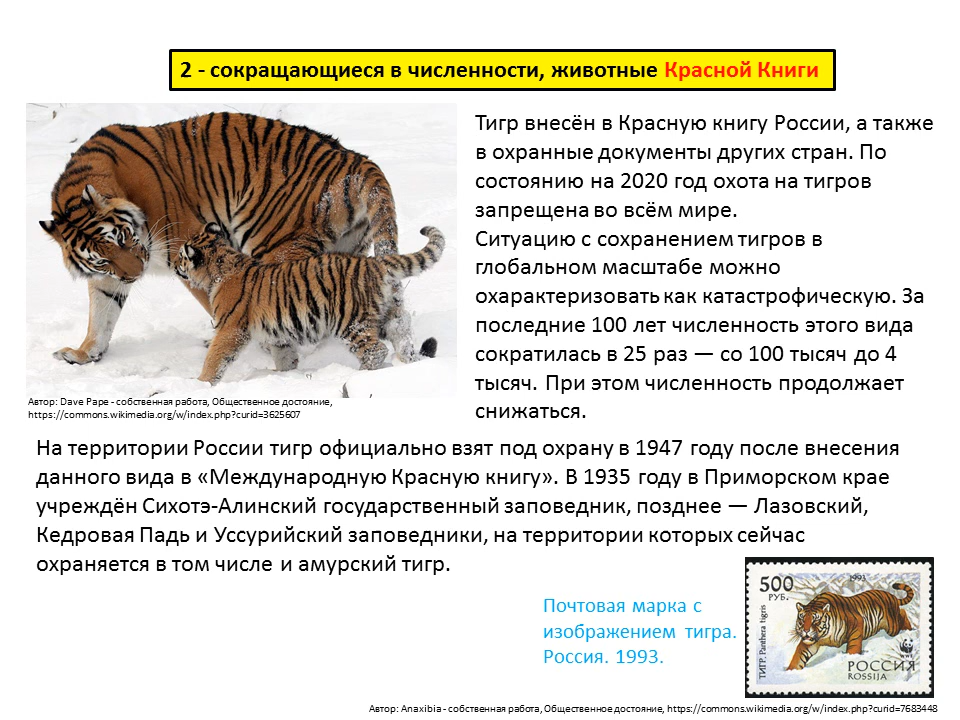 2 - сокращающиеся в численности, животные Красной Книги
Тигр внесён в Красную книгу России, а также
в охранные документы других стран. По
состоянию на 2020 год охота на тигров
запрещена во всём мире.
Ситуацию с сохранением тигров в
глобальном масштабе можно
охарактеризовать как катастрофическую. За
последние 100 лет численность этого вида
сократилась в 25 раз — со 100 тысяч до 4
тысяч. При этом численность продолжает
снижаться.
Автор: Dave Pape - собственная работа, Общественное достояние,
https://commons.wikimedia.org/w/index.php?curid=3625607
На территории России тигр официально взят под охрану в 1947 году после внесения
данного вида в «Международную Красную книгу». В 1935 году в Приморском крае
учреждён Сихотэ-Алинский государственный заповедник, позднее — Лазовский,
Кедровая Падь и Уссурийский заповедники, на территории которых сейчас
охраняется в том числе и амурский тигр.
Почтовая марка с
изображением тигра.
Россия. 1993.
500
РУБ.
1993
ТИГР. Panthera tigris
WWF
РОССИЯ
ROSSIJA
Автор: Anaxibia - собственная работа, Общественное достояние, https://commons.wikimedia.org/w/index.php?curid=7683448